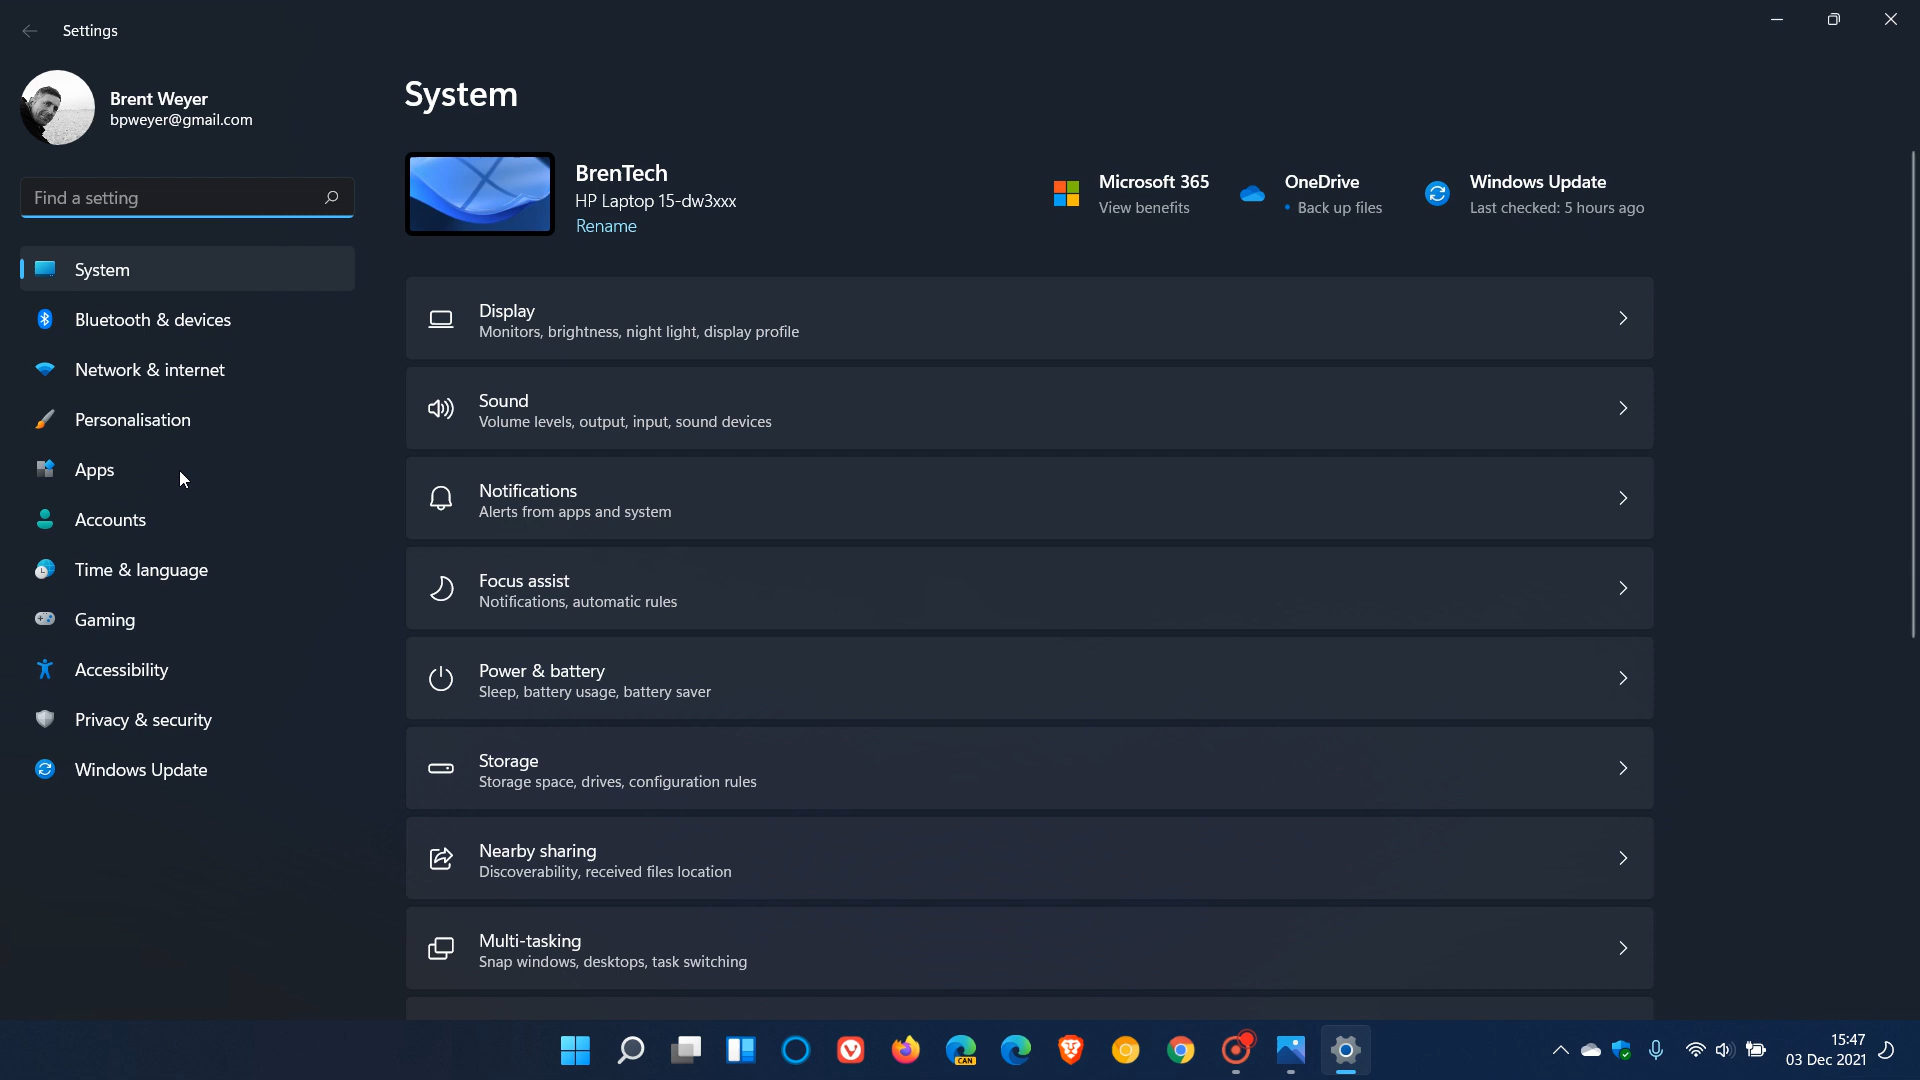 Settings
Brent Weyer
bpweyer@gmail.com
Find a setting
System
Bluetooth & devices
Network & internet
Personalisation
Apps
Accounts
Time & language
Gaming
Accessibility
Privacy & security
Windows Update
System
BrenTech
HP Laptop 15-dw3xxx
Rename
Microsoft 365
View benefits
OneDrive
• Back up files
Windows Update
Last checked: 5 hours ago
Display
Monitors, brightness, night light, display profile
Sound
Volume levels, output, input, sound devices
Notifications
Alerts from apps and system
Focus assist
Notifications, automatic rules
Power & battery
Sleep, battery usage, battery saver
Storage
Storage space, drives, configuration rules
Nearby sharing
Discoverability, received files location
Multi-tasking
Snap windows, desktops, task switching
CAN
15:47
03 Dec 2021